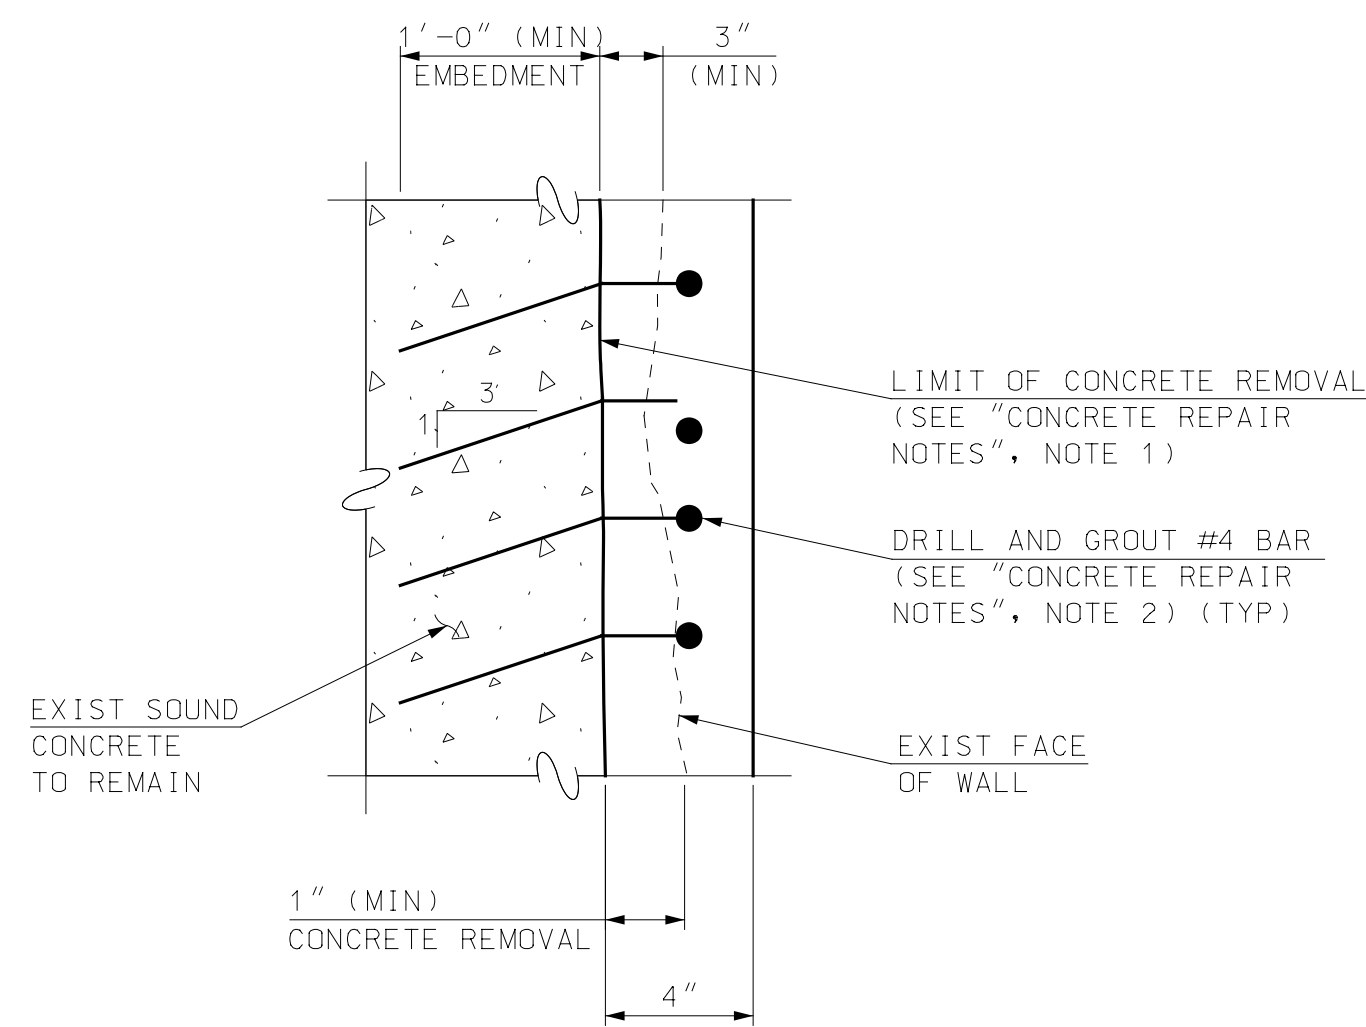 1'-0" (MIN)
EMBEDMENT
3"
(MIN)
LIMIT OF CONCRETE REMOVAL
(SEE "CONCRETE REPAIR
NOTES", NOTE 1)
3
1
DRILL AND GROUT #4 BAR
(SEE "CONCRETE REPAIR
NOTES", NOTE 2) (TYP)
EXIST SOUND
CONCRETE
TO REMAIN
EXIST FACE
OF WALL
1" (MIN)
CONCRETE REMOVAL
4"